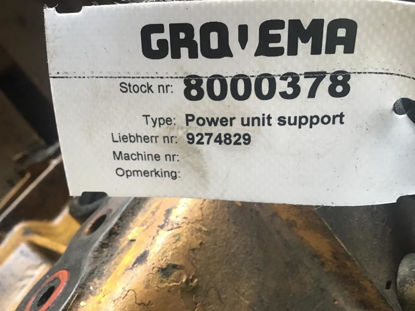 GROVEMA
Stock nr: 8000378
Type: Power unit support
Liebherr nr: 9274829
Machine nr:
Opmerking: